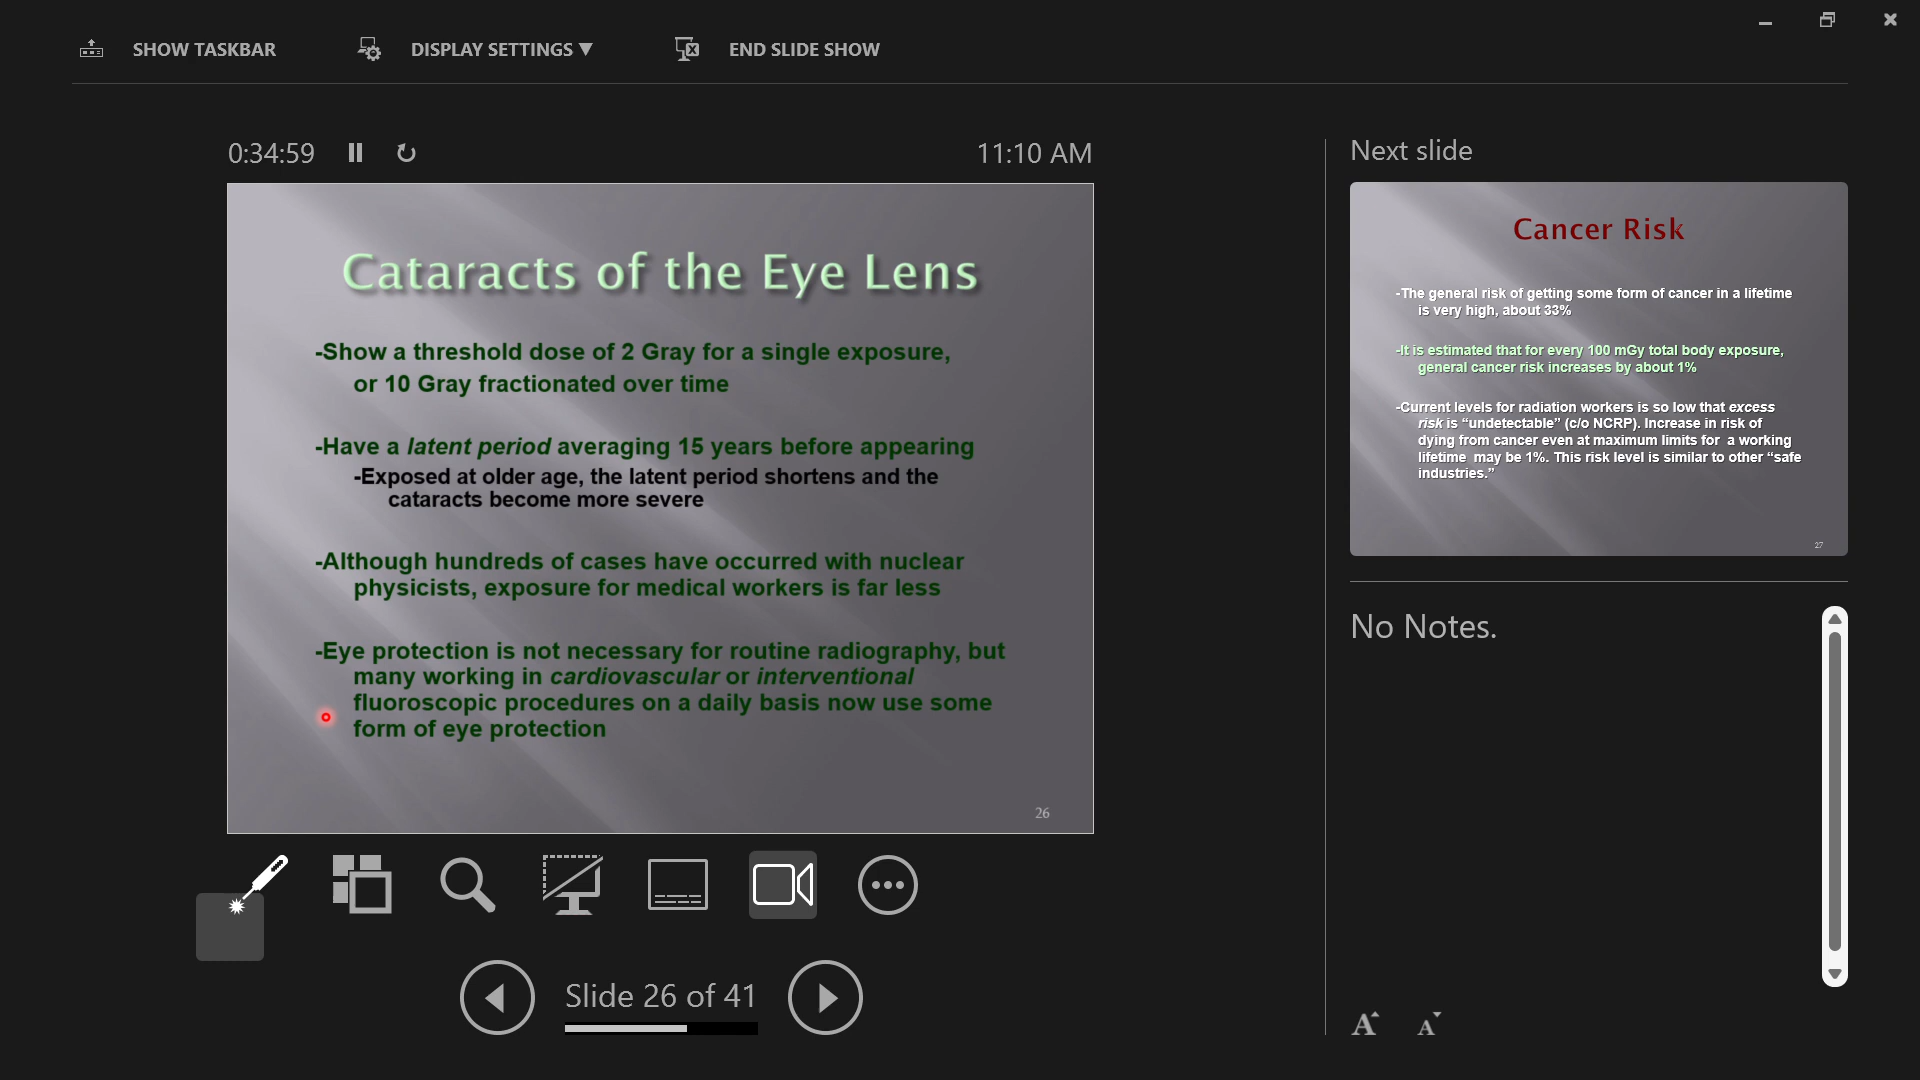 SHOW TASKBAR
DISPLAY SETTINGS ▼
END SLIDE SHOW
0:34:59
11:10 AM
Cataracts of the Eye Lens
-Show a threshold dose of 2 Gray for a single exposure,
or 10 Gray fractionated over time
-Have a latent period averaging 15 years before appearing
-Exposed at older age, the latent period shortens and the
cataracts become more severe
-Although hundreds of cases have occurred with nuclear
physicists, exposure for medical workers is far less
-Eye protection is not necessary for routine radiography, but
many working in cardiovascular or interventional
fluoroscopic procedures on a daily basis now use some
form of eye protection
26
Slide 26 of 41
Next slide
Cancer Risk
-The general risk of getting some form of cancer in a lifetime
is very high, about 33%
-It is estimated that for every 100 mGy total body exposure,
general cancer risk increases by about 1%
-Current levels for radiation workers is so low that excess
risk is “undetectable” (c/o NCRP). Increase in risk of
dying from cancer even at maximum limits for a working
lifetime may be 1%. This risk level is similar to other “safe
industries.”
27
No Notes.
A A